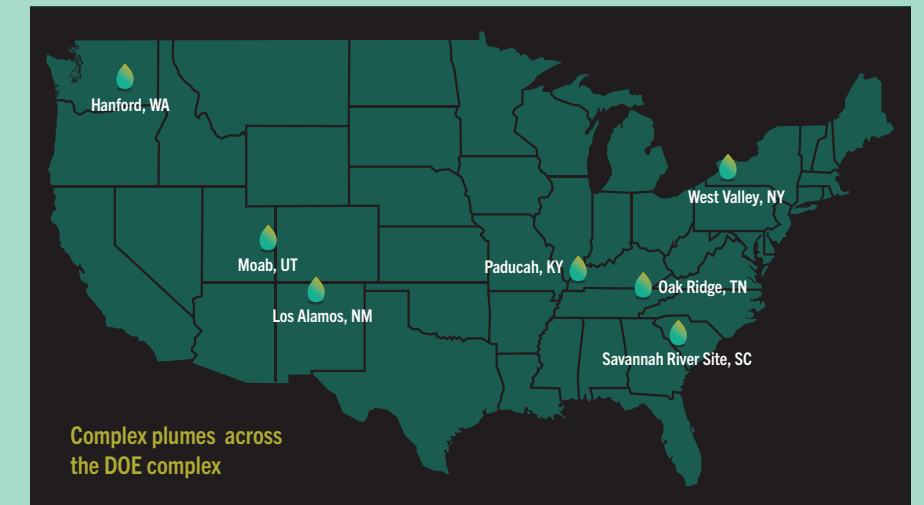 Hanford, WA
West Valley, NY
Moab, UT
Paducah, KY
Oak Ridge, TN
Los Alamos, NM
Savannah River Site, SC
Complex plumes across
the DOE complex